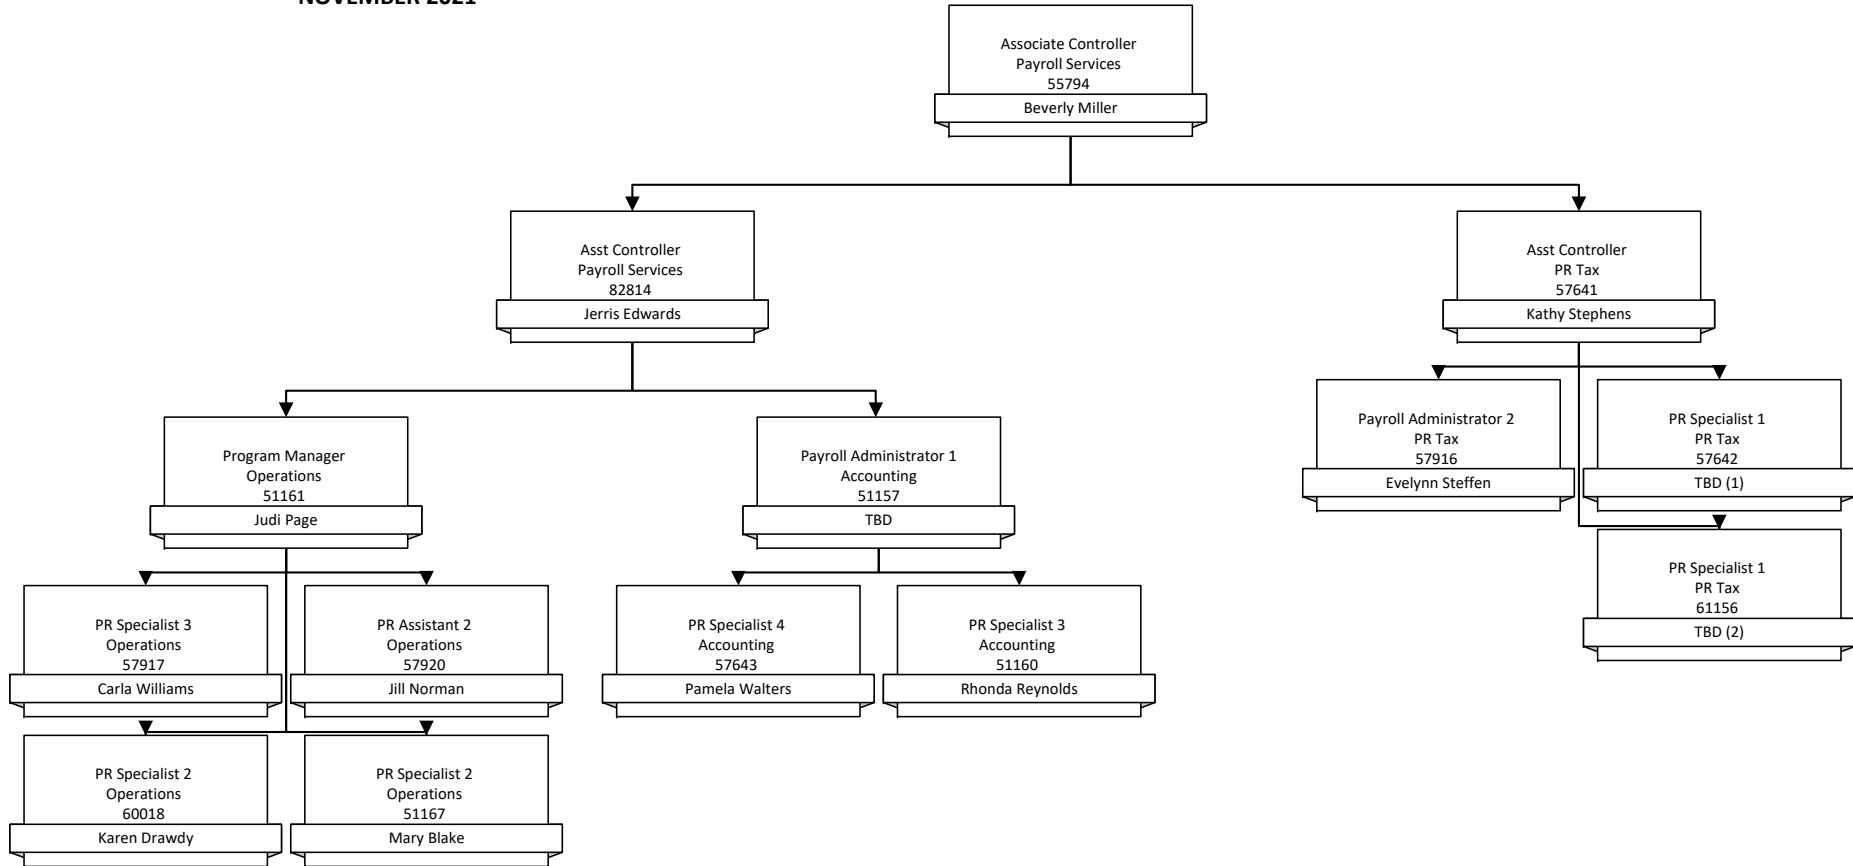 NOVEMBER 2021
Associate Controller
Payroll Services
55794
Beverly Miller
Asst Controller
Payroll Services
82814
Jerris Edwards
Asst Controller
PR Tax
57641
Kathy Stephens
Payroll Administrator 2
PR Tax
57916
Evelynn Steffen
PR Specialist 1
PR Tax
57642
TBD (1)
Program Manager
Operations
51161
Judi Page
Payroll Administrator 1
Accounting
51157
TBD
PR Specialist 1
PR Tax
61156
TBD (2)
PR Specialist 3
Operations
57917
Carla Williams
PR Assistant 2
Operations
57920
Jill Norman
PR Specialist 4
Accounting
57643
Pamela Walters
PR Specialist 3
Accounting
51160
Rhonda Reynolds
PR Specialist 2
Operations
60018
Karen Drawdy
PR Specialist 2
Operations
51167
Mary Blake